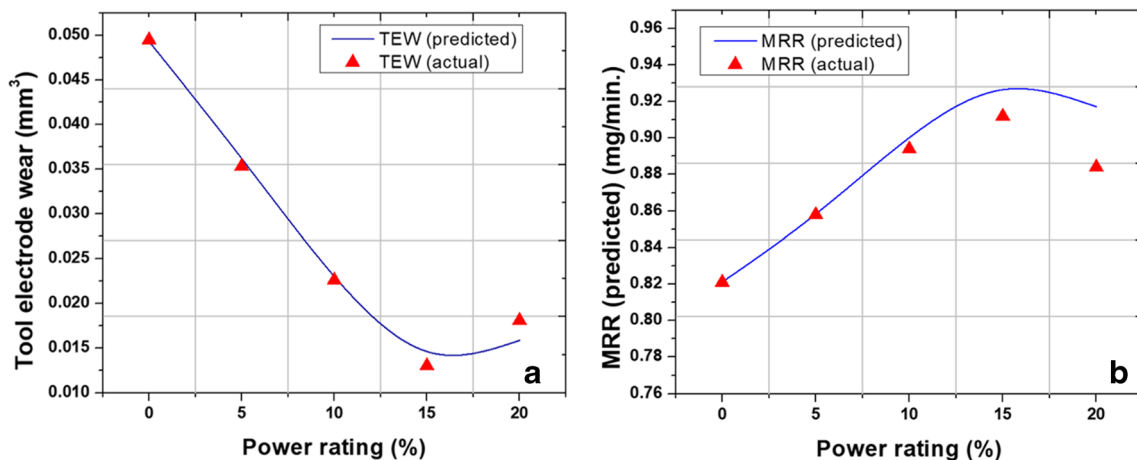 0.050
0.045
0.040
0.035
0.030
0.025
0.020
0.015
0.010
Tool electrode wear (mm³)
TEW (predicted)
TEW (actual)
a
0 5 10 15 20
Power rating (%)
0.96
0.94
0.92
0.90
0.88
0.86
0.84
0.82
0.80
0.78
0.76
MRR (predicted) (mg/min.)
MRR (predicted)
MRR (actual)
b
0 5 10 15 20
Power rating (%)